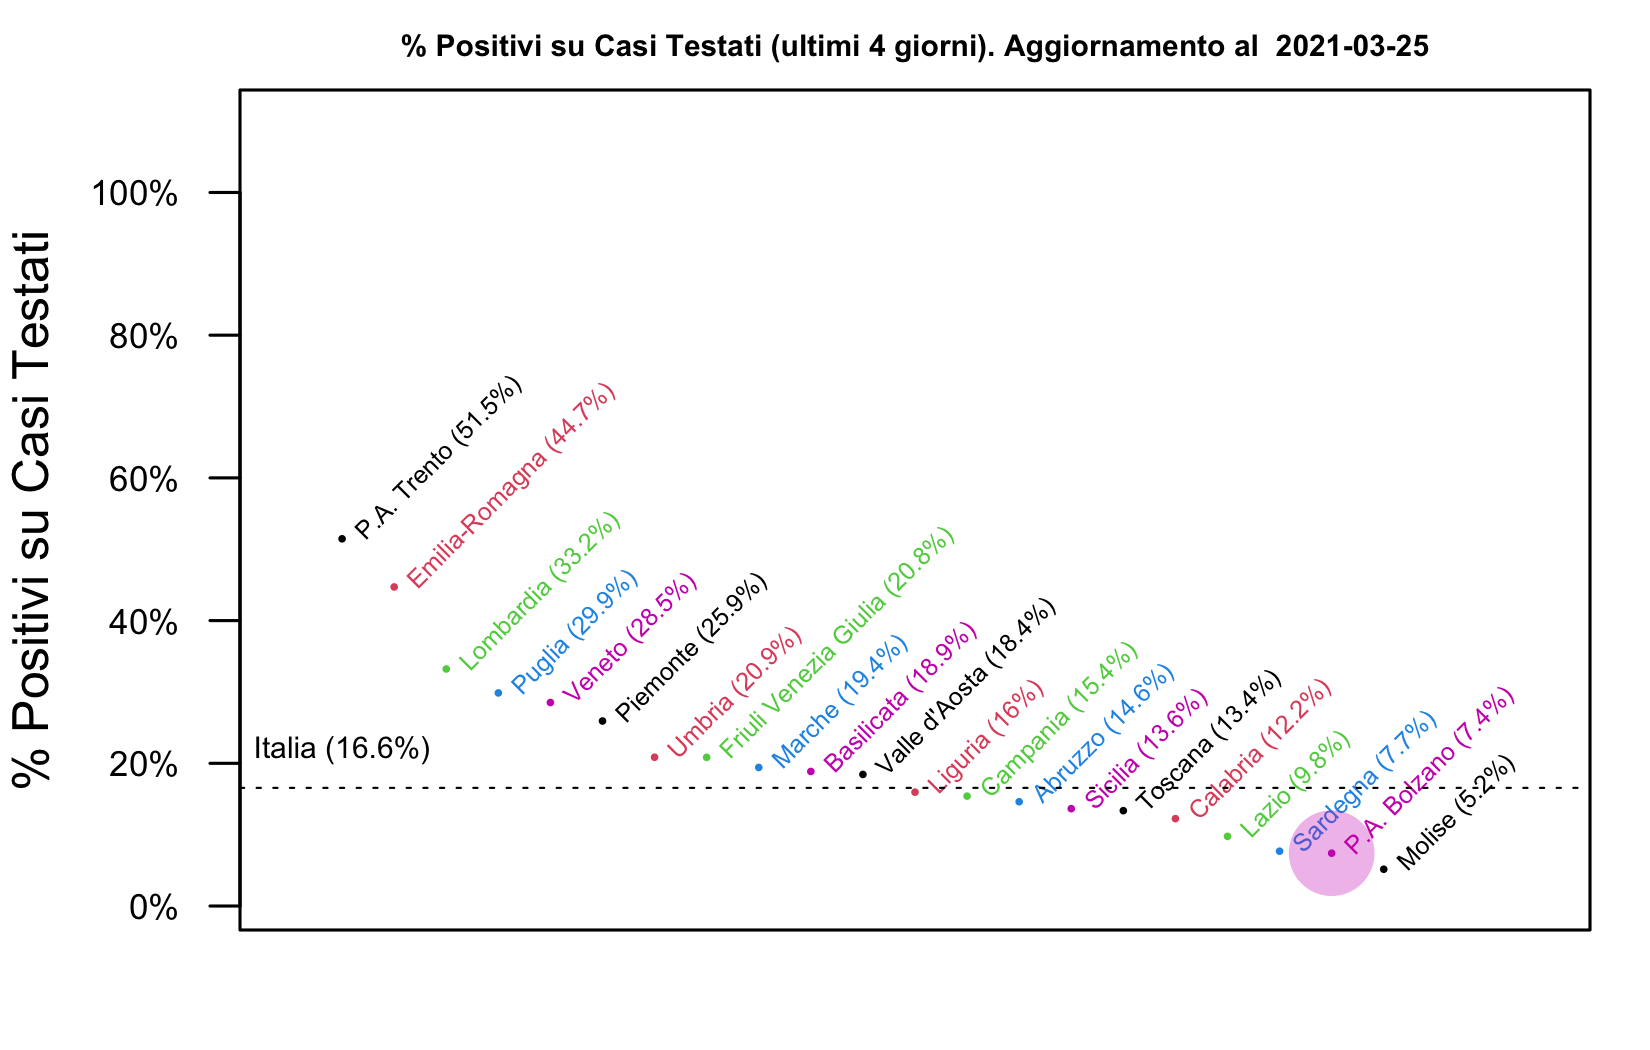 % Positivi su Casi Testati (ultimi 4 giorni). Aggiornamento al  2021-03-25
% Positivi su Casi Testati
100%
80%
60%
40%
20%
0%
Italia (16.6%)
P.A. Trento (51.5%)
Emilia-Romagna (44.7%)
Lombardia (33.2%)
Puglia (29.9%)
Veneto (28.5%)
Piemonte (25.9%)
Umbria (20.9%)
Friuli Venezia Giulia (20.8%)
Marche (19.4%)
Basilicata (18.9%)
Valle d'Aosta (18.4%)
Liguria (16%)
Campania (15.4%)
Abruzzo (14.6%)
Sicilia (13.6%)
Toscana (13.4%)
Calabria (12.2%)
Lazio (9.8%)
Sardegna (7.7%)
P.A. Bolzano (7.4%)
Molise (5.2%)